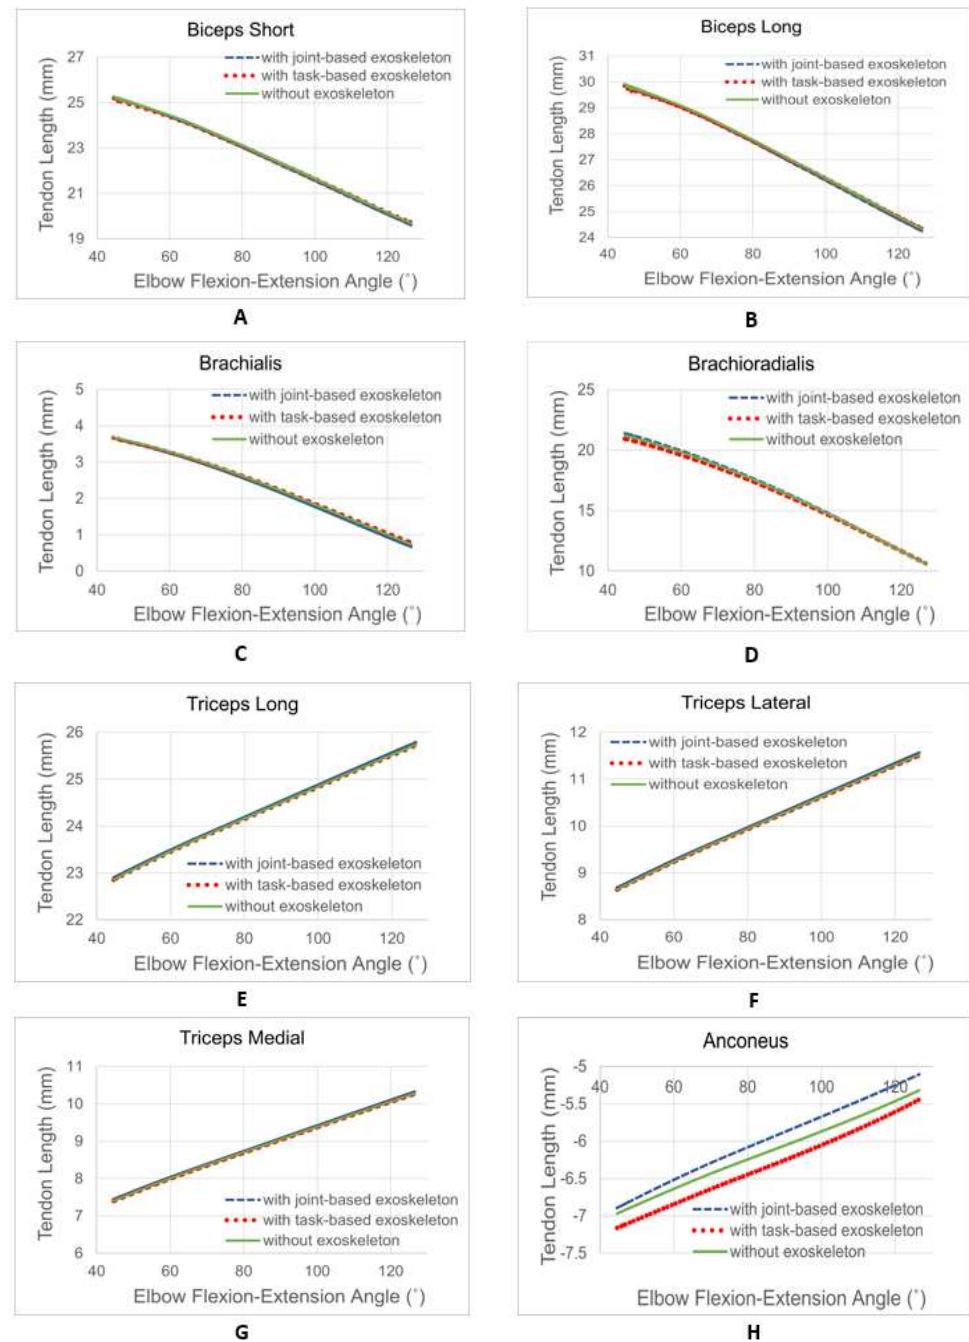 Biceps Short
with joint-based exoskeleton
with task-based exoskeleton
without exoskeleton
Tendon Length (mm)
27
25
23
21
19
40 60 80 100 120
Elbow Flexion-Extension Angle (°)
A
Biceps Long
with joint-based exoskeleton
with task-based exoskeleton
without exoskeleton
Tendon Length (mm)
31
30
29
28
27
26
25
24
40 60 80 100 120
Elbow Flexion-Extension Angle (°)
B
Brachialis
with joint-based exoskeleton
with task-based exoskeleton
without exoskeleton
Tendon Length (mm)
5
4
3
2
1
0
40 60 80 100 120
Elbow Flexion-Extension Angle (°)
C
Brachioradialis
with joint-based exoskeleton
with task-based exoskeleton
without exoskeleton
Tendon Length (mm)
25
20
15
10
40 60 80 100 120
Elbow Flexion-Extension Angle (°)
D
Triceps Long
Tendon Length (mm)
26
25
24
23
22
with joint-based exoskeleton
with task-based exoskeleton
without exoskeleton
40 60 80 100 120
Elbow Flexion-Extension Angle (°)
E
Triceps Lateral
with joint-based exoskeleton
with task-based exoskeleton
without exoskeleton
Tendon Length (mm)
12
11
10
9
8
40 60 80 100 120
Elbow Flexion-Extension Angle (°)
F
Triceps Medial
Tendon Length (mm)
11
10
9
8
7
6
with joint-based exoskeleton
with task-based exoskeleton
without exoskeleton
40 60 80 100 120
Elbow Flexion-Extension Angle (°)
G
Anconeus
Tendon Length (mm)
-5
40 60 80 100 120
-5.5
-6
-6.5
-7
-7.5
with joint-based exoskeleton
with task-based exoskeleton
without exoskeleton
Elbow Flexion-Extension Angle (°)
H